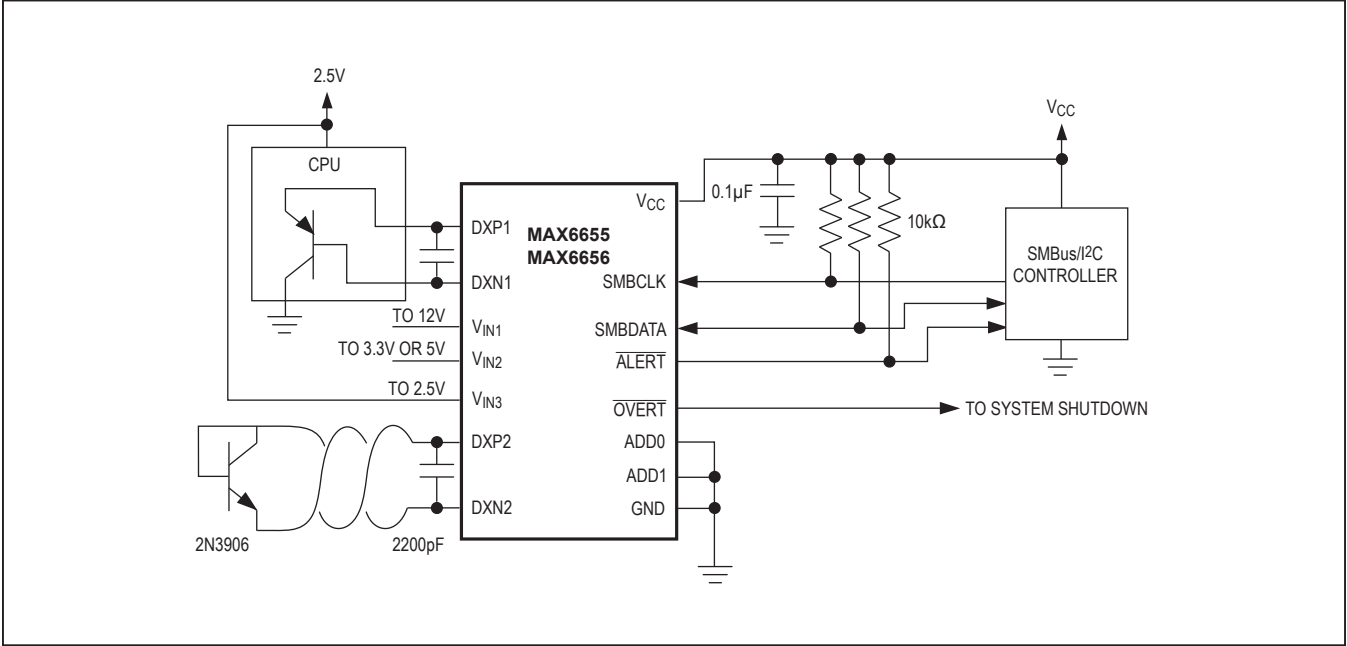 2.5V
CPU
VCC
0.1µF
10kΩ
SMBus/I2C
CONTROLLER
MAX6655
MAX6656
DXP1
DXN1
TO 12V
VIN1
TO 3.3V OR 5V
VIN2
TO 2.5V
VIN3
DXP2
DXN2
2N3906
2200pF
VCC
SMBCLK
SMBDATA
ALERT
OVERT
TO SYSTEM SHUTDOWN
ADD0
ADD1
GND